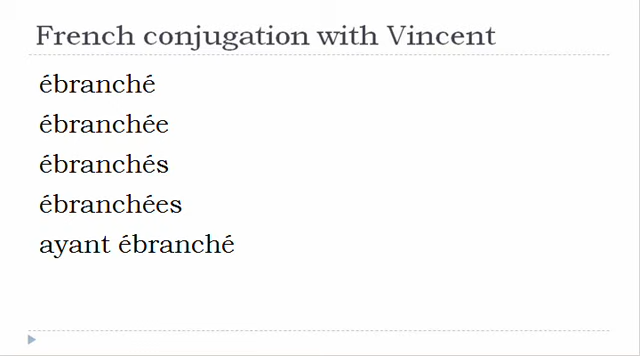 French conjugation with Vincent
ébranché
ébranchée
ébranchés
ébranchées
ayant ébranché